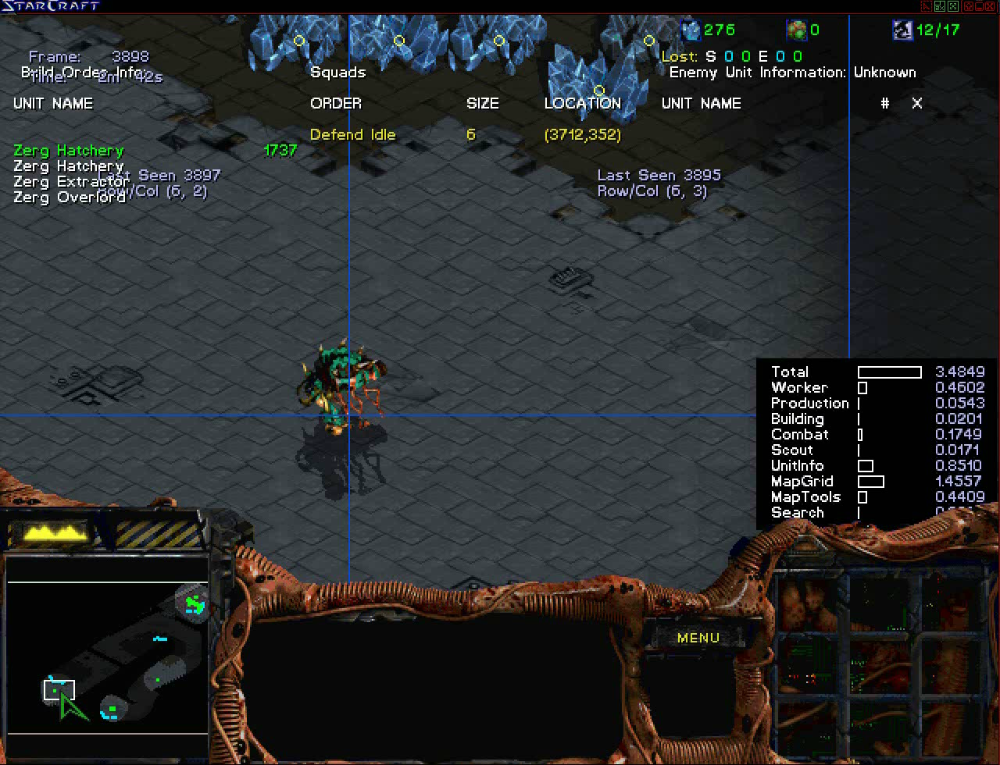 STARCRAFT
276 0 12/17
Frame: 3898
Lost: S 0 0 E 0 0
Build Order Info:
Time: 2m 42s
Squads
Enemy Unit Information: Unknown
UNIT NAME
ORDER SIZE LOCATION
UNIT NAME # X
Defend Idle 6 (3712,352)
Zerg Hatchery 1737
Zerg Hatchery
Zerg Extractor
Zerg Overlord
Last Seen 3897
Row/Col (6, 2)
Last Seen 3895
Row/Col (6, 3)
Total 3.4849
Worker 0.4602
Production 0.0543
Building 0.0201
Combat 0.1749
Scout 0.0171
UnitInfo 0.8510
MapGrid 1.4557
MapTools 0.4409
Search
MENU